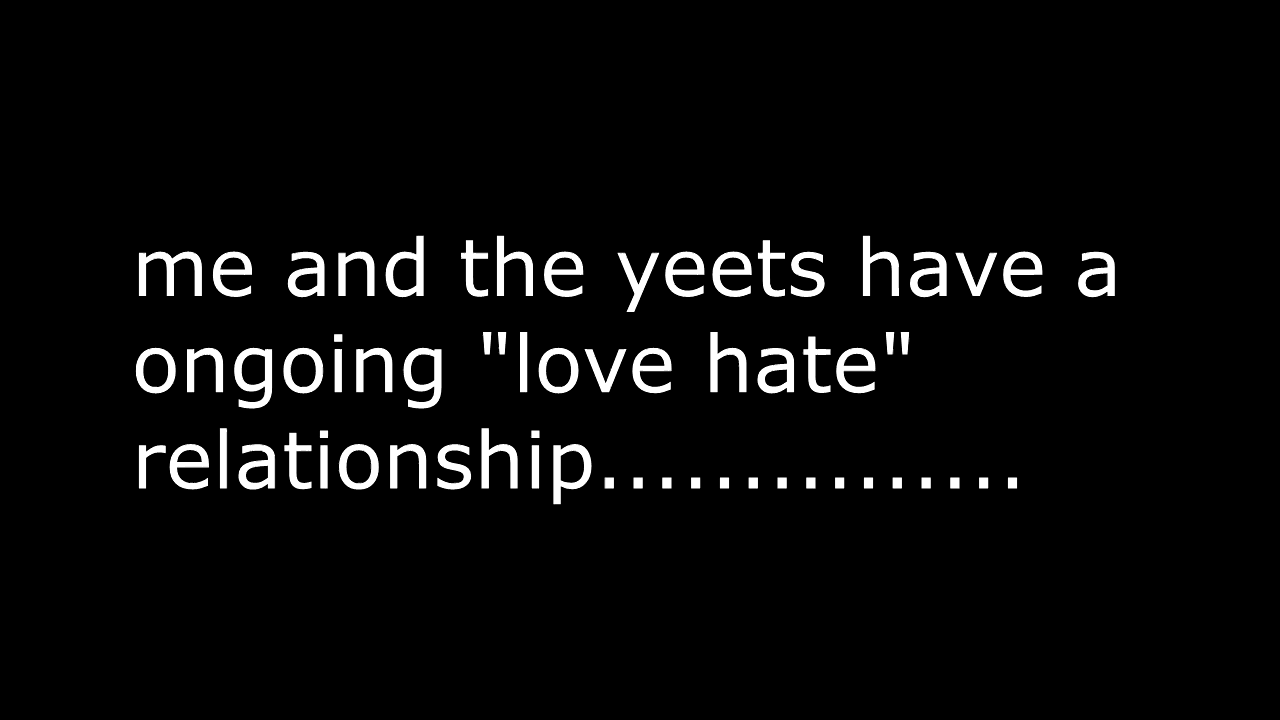 me and the yeets have a
ongoing "love hate"
relationship...............